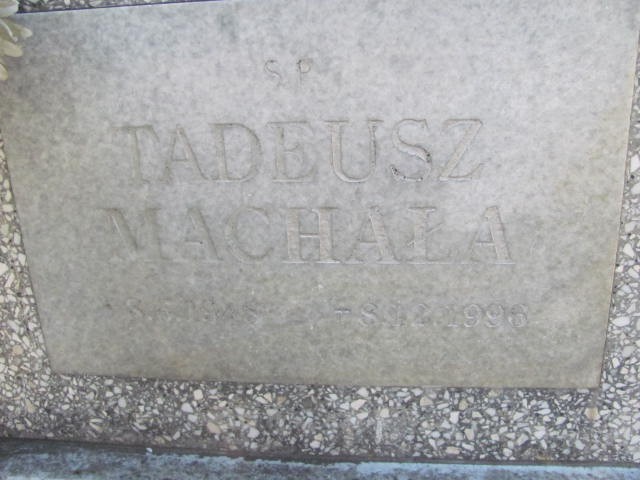 Ś.P.
TADEUSZ
MACHAŁA
+ 8.12.1996